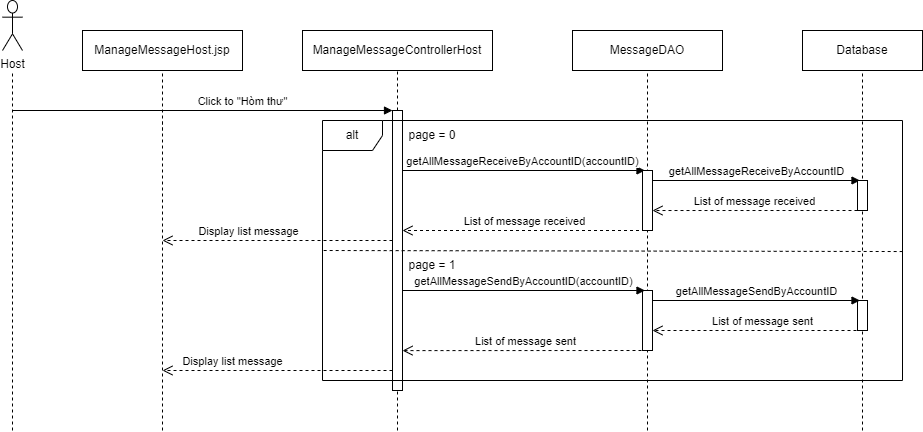 Host
ManageMessageHost.jsp
ManageMessageControllerHost
MessageDAO
Database
Click to "Hòm thư"
alt
page = 0
getAllMessageReceiveByAccountID(accountID)
getAllMessageReceiveByAccountID
List of message received
List of message received
Display list message
page = 1
getAllMessageSendByAccountID(accountID)
getAllMessageSendByAccountID
List of message sent
List of message sent
Display list message